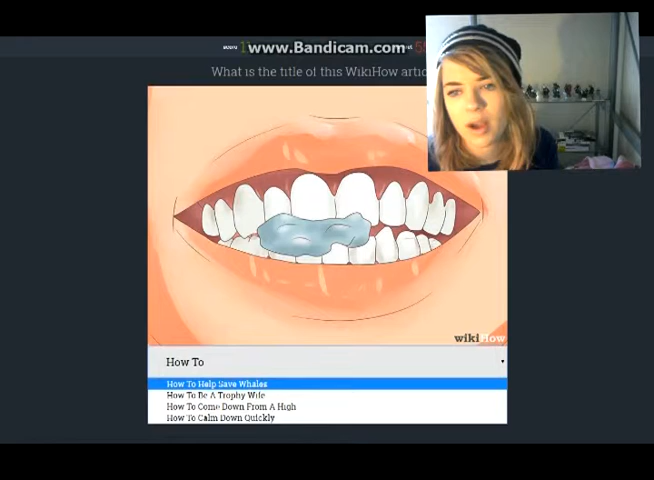 www.Bandicam.com
What is the title of this WikiHow
wikiHow
How To
How To Help Save Whales
How To Be A Trophy Wife
How To Come Down From A High
How To Calm Down Quickly